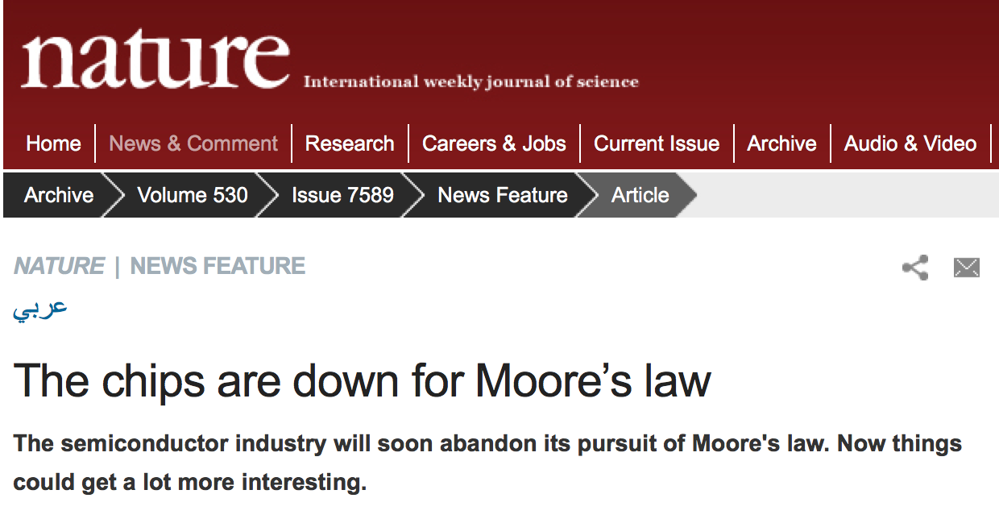 nature International weekly journal of science
Home News & Comment Research Careers & Jobs Current Issue Archive Audio & Video
Archive Volume 530 Issue 7589 News Feature Article
NATURE | NEWS FEATURE
عربي
The chips are down for Moore’s law
The semiconductor industry will soon abandon its pursuit of Moore's law. Now things
could get a lot more interesting.